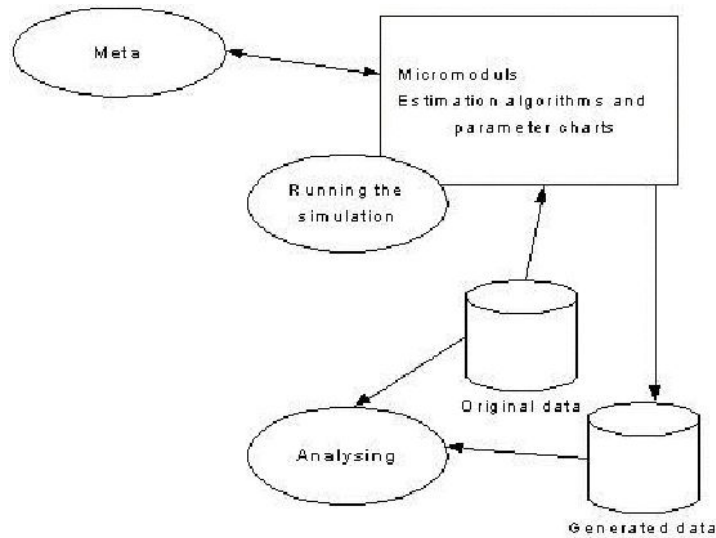 Meta
Micromoduls
Estimation algorithms and
parameter charts
Running the
simulation
Original data
Analysing
Generated data